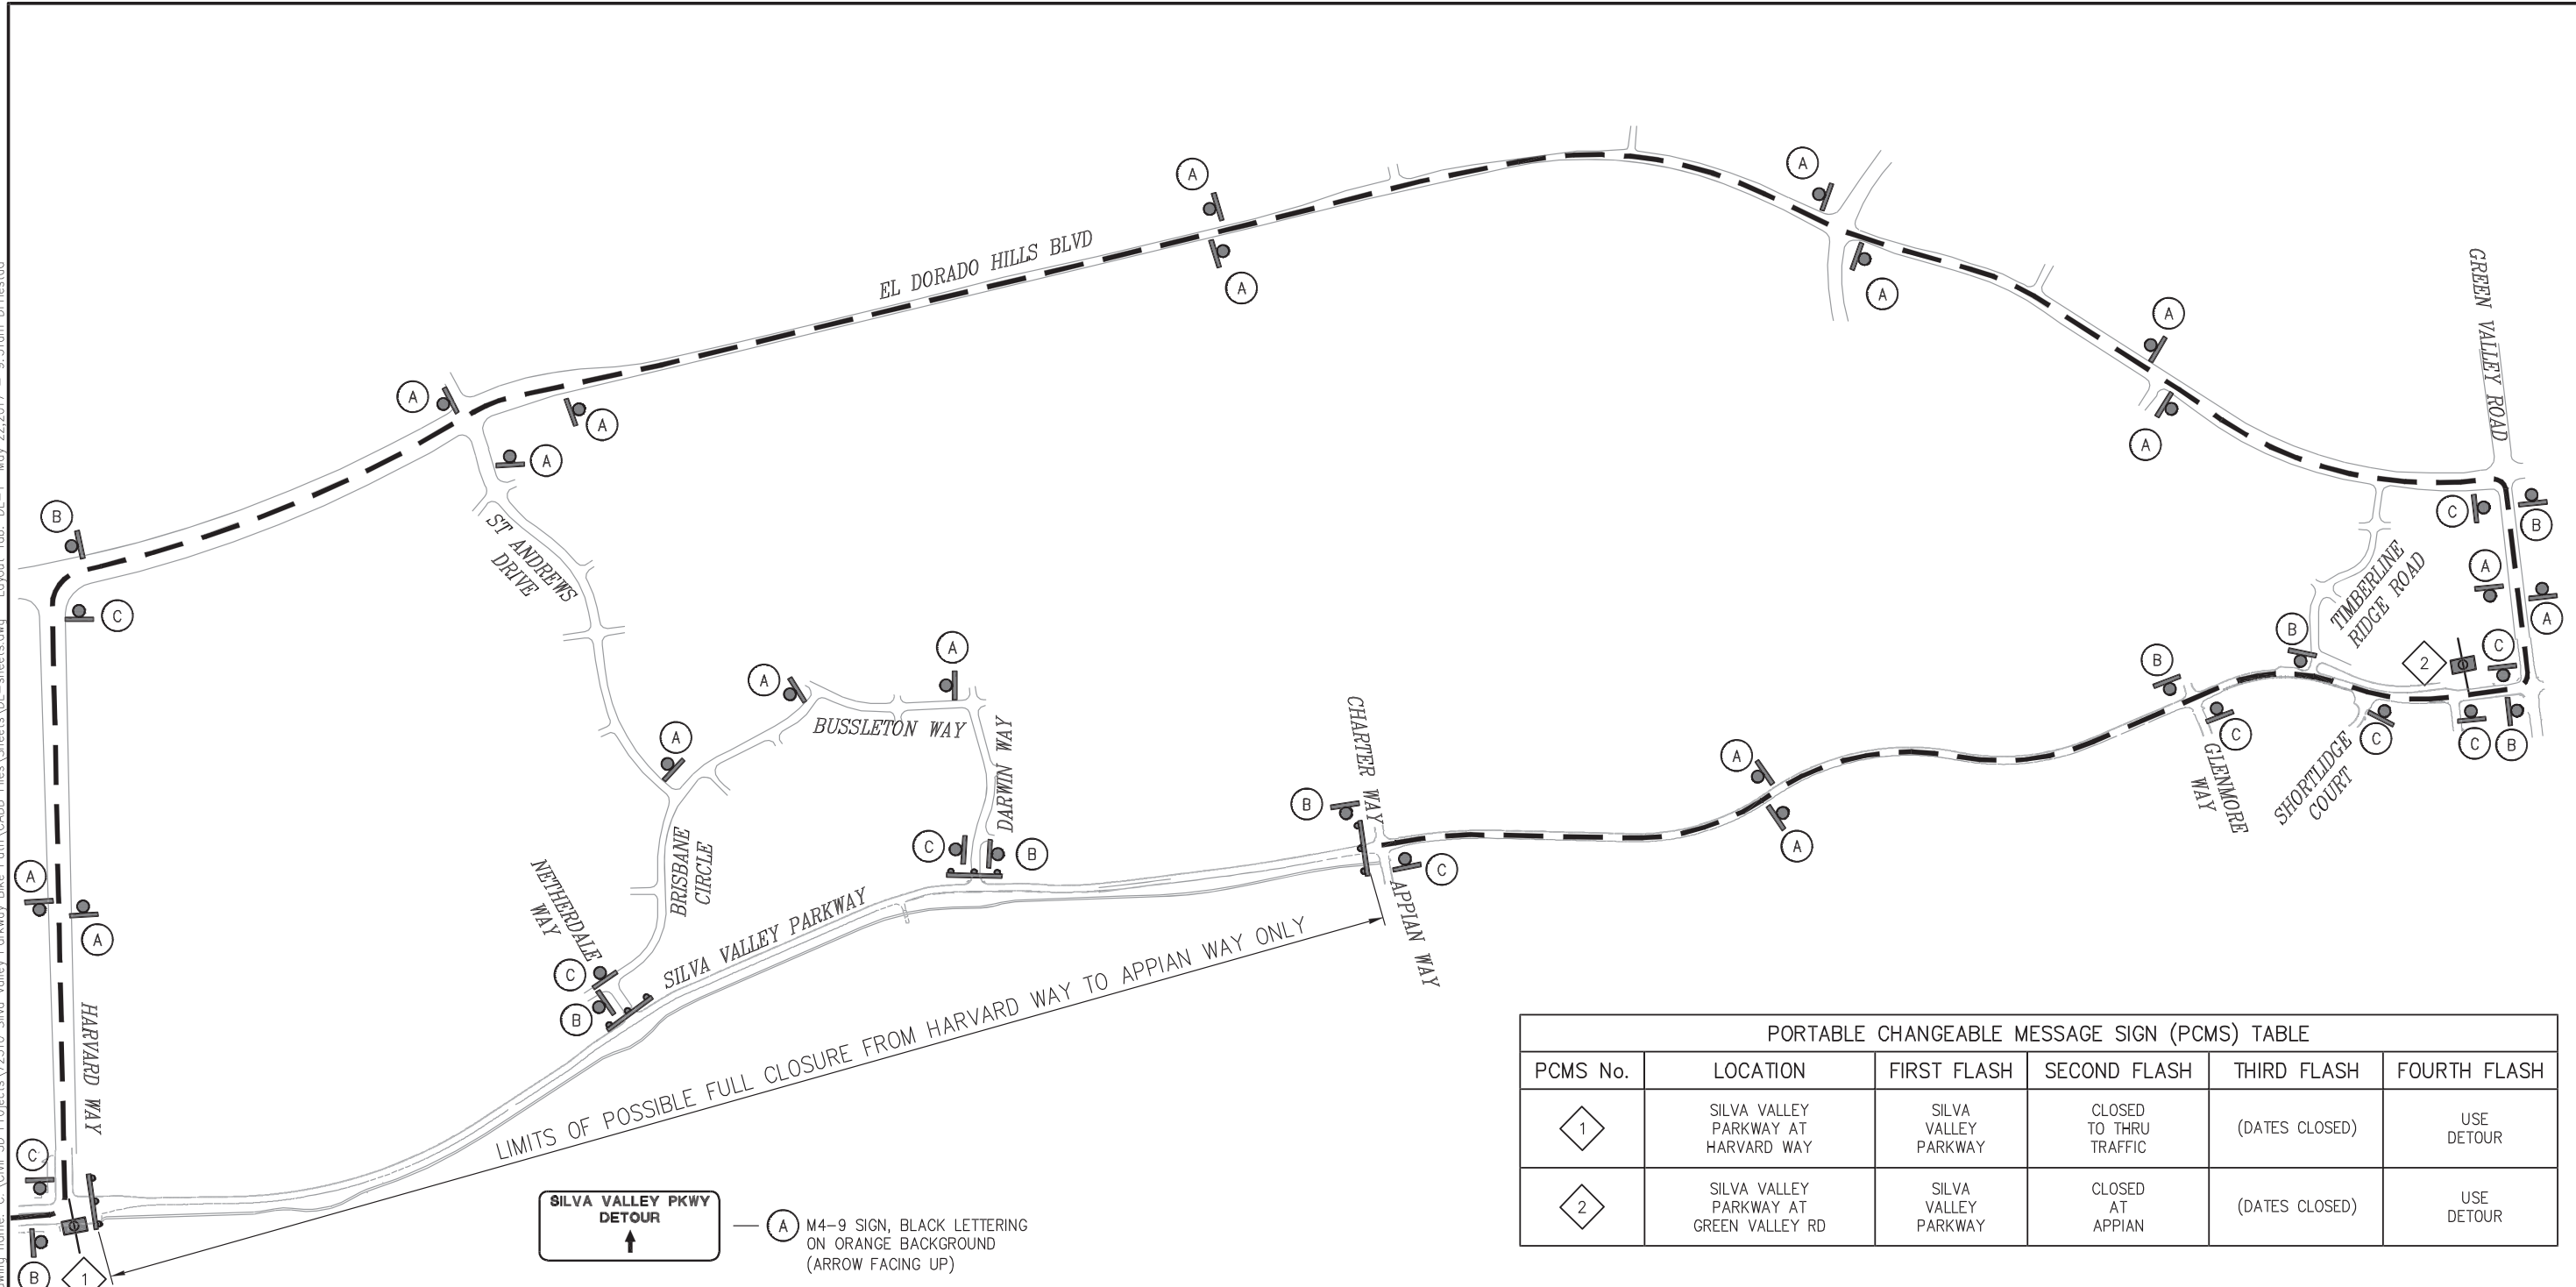 A
A
A
A
A
A
A
A
A
A
B
C
EL DORADO HILLS BLVD
GREEN VALLEY ROAD
ST ANDREWS
DRIVE
C
B
A
A
C
TIMBERLINE
RIDGE ROAD
B
2
B
C
C
C
B
GLENMORE
WAY
SHORTLIDGE
COURT
A
A
A
BUSSLETON WAY
DARWIN WAY
C
B
CHARTER WAY
B
C
APPIAN WAY
A
A
A
A
HARVARD WAY
NETHERDALE
WAY
BRISBANE
CIRCLE
C
B
SILVA VALLEY PARKWAY
LIMITS OF POSSIBLE FULL CLOSURE FROM HARVARD WAY TO APPIAN WAY ONLY
C
B
1
SILVA VALLEY PKWY
DETOUR
A
M4-9 SIGN, BLACK LETTERING
ON ORANGE BACKGROUND
(ARROW FACING UP)
PORTABLE CHANGEABLE MESSAGE SIGN (PCMS) TABLE
PCMS No. LOCATION FIRST FLASH SECOND FLASH THIRD FLASH FOURTH FLASH
1
SILVA VALLEY
PARKWAY AT
HARVARD WAY
SILVA
VALLEY
PARKWAY
CLOSED
TO THRU
TRAFFIC
(DATES CLOSED)
USE
DETOUR
2
SILVA VALLEY
PARKWAY AT
GREEN VALLEY RD
SILVA
VALLEY
PARKWAY
CLOSED
AT
APPIAN
(DATES CLOSED)
USE
DETOUR